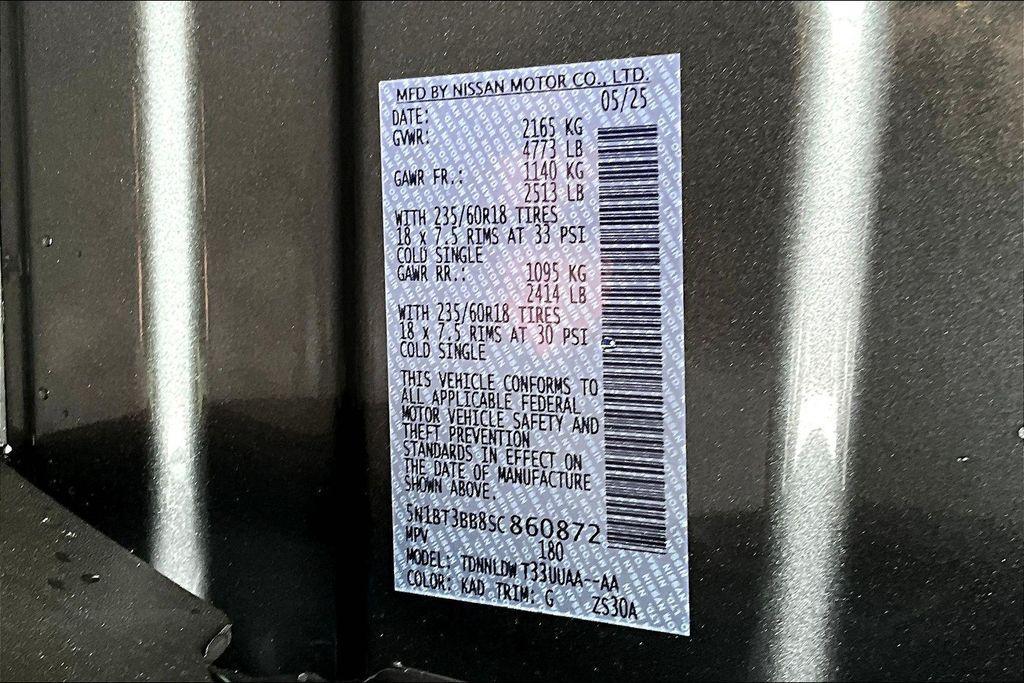 MFD BY NISSAN MOTOR CO., LTD.
DATE: 05/25
GVWR: 2165 KG
4773 LB
GAWR FR.: 1140 KG
2513 LB
WITH 235/60R18 TIRES
18 x 7.5 RIMS AT 33 PSI
COLD SINGLE
GAWR RR.: 1095 KG
2414 LB
WITH 235/60R18 TIRES
18 x 7.5 RIMS AT 30 PSI
COLD SINGLE
THIS VEHICLE CONFORMS TO
ALL APPLICABLE FEDERAL
MOTOR VEHICLE SAFETY AND
THEFT PREVENTION
STANDARDS IN EFFECT ON
THE DATE OF MANUFACTURE
SHOWN ABOVE.
5N1BT3BB8SC860872
MPV 180
MODEL: TDNNLDW T33UUAA--AA
COLOR: KAD TRIM: G ZS30A